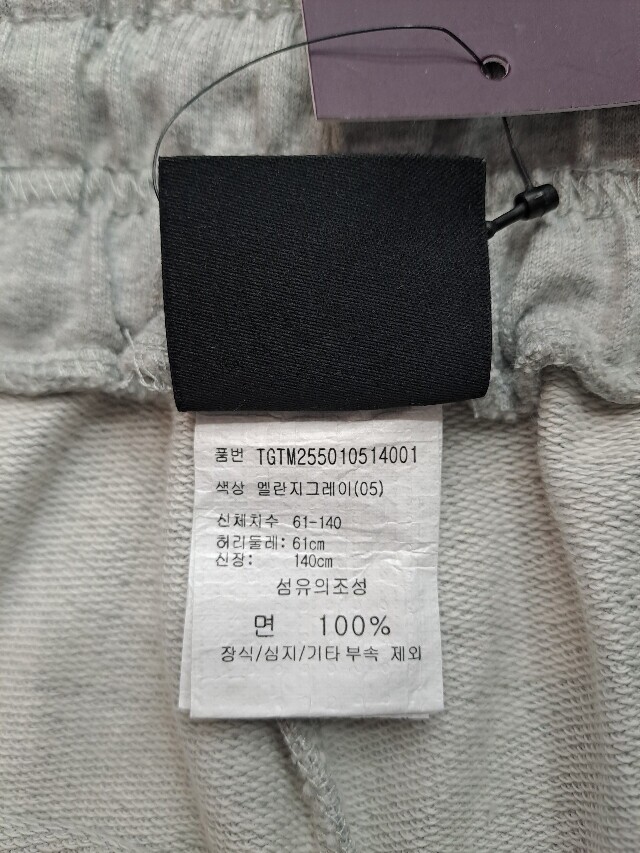 품번 TGTM255010514001
색상 멜란지그레이(05)
신체치수 61-140
허리둘레: 61cm
신장: 140cm
섬유의조성
면 100%
장식/심지/기타 부속 제외